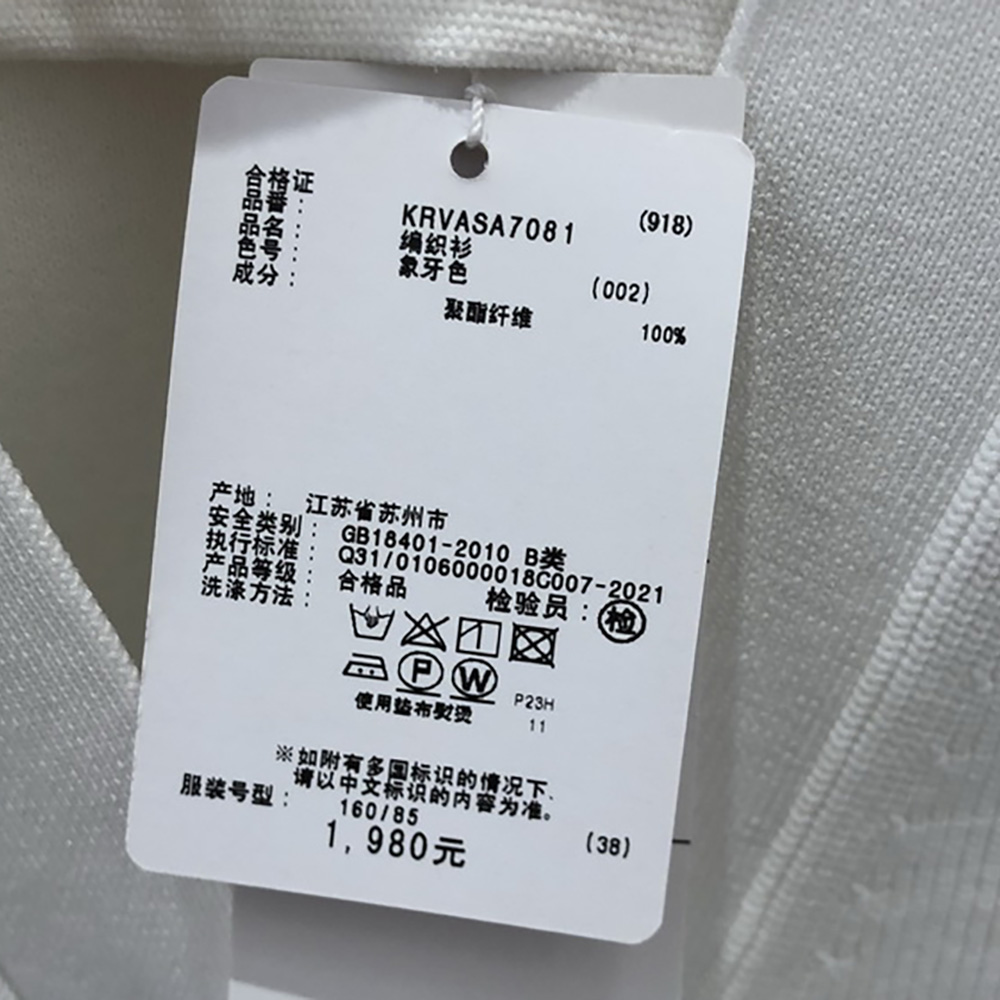 合格证
品番： KRVASA7081 (918)
品名： 编织衫
色号： 象牙色 (002)
成分：
聚酯纤维 100%
产地： 江苏省苏州市
安全类别： GB18401-2010 B类
执行标准： Q31/0106000018C007-2021
产品等级： 合格品 检验员：检
洗涤方法：
P
W
P23H
使用垫布熨烫 11
※如附有多国标识的情况下、
请以中文标识的内容为准。
服装号型： 160/85
1,980元 (38)